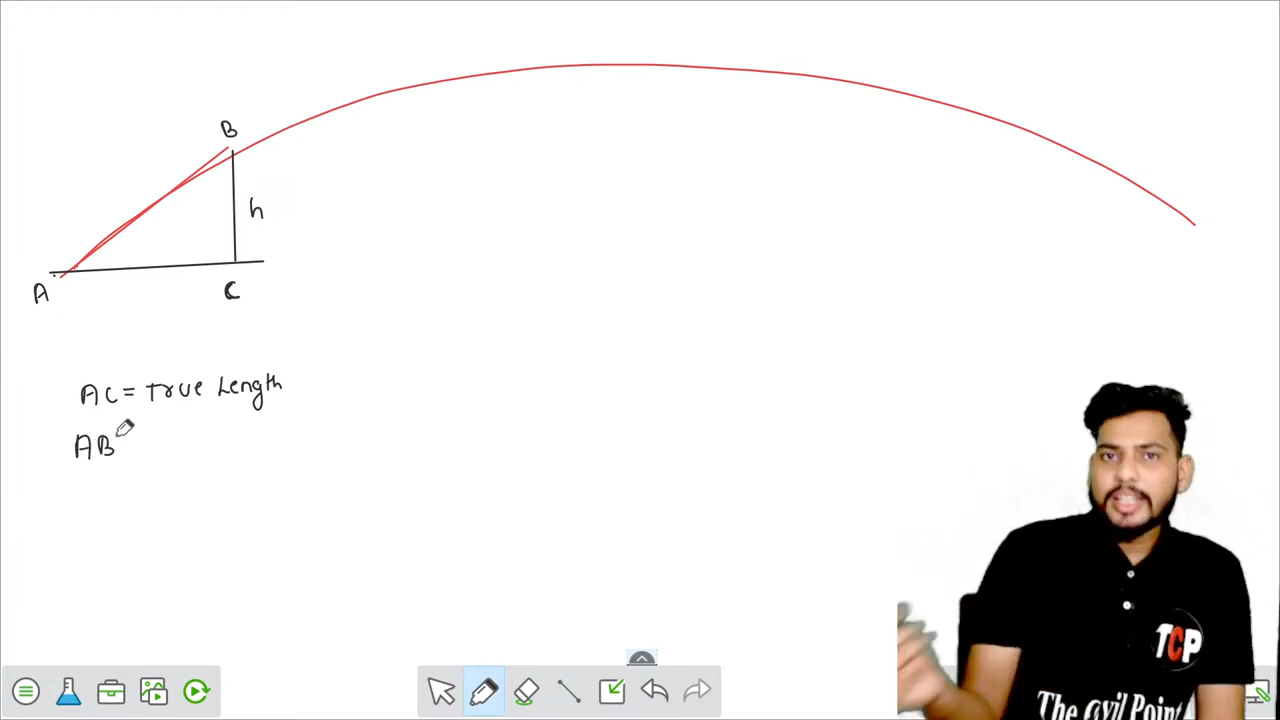 B
h
A
C
AC = True Length
AB
TCP
The Civil Point